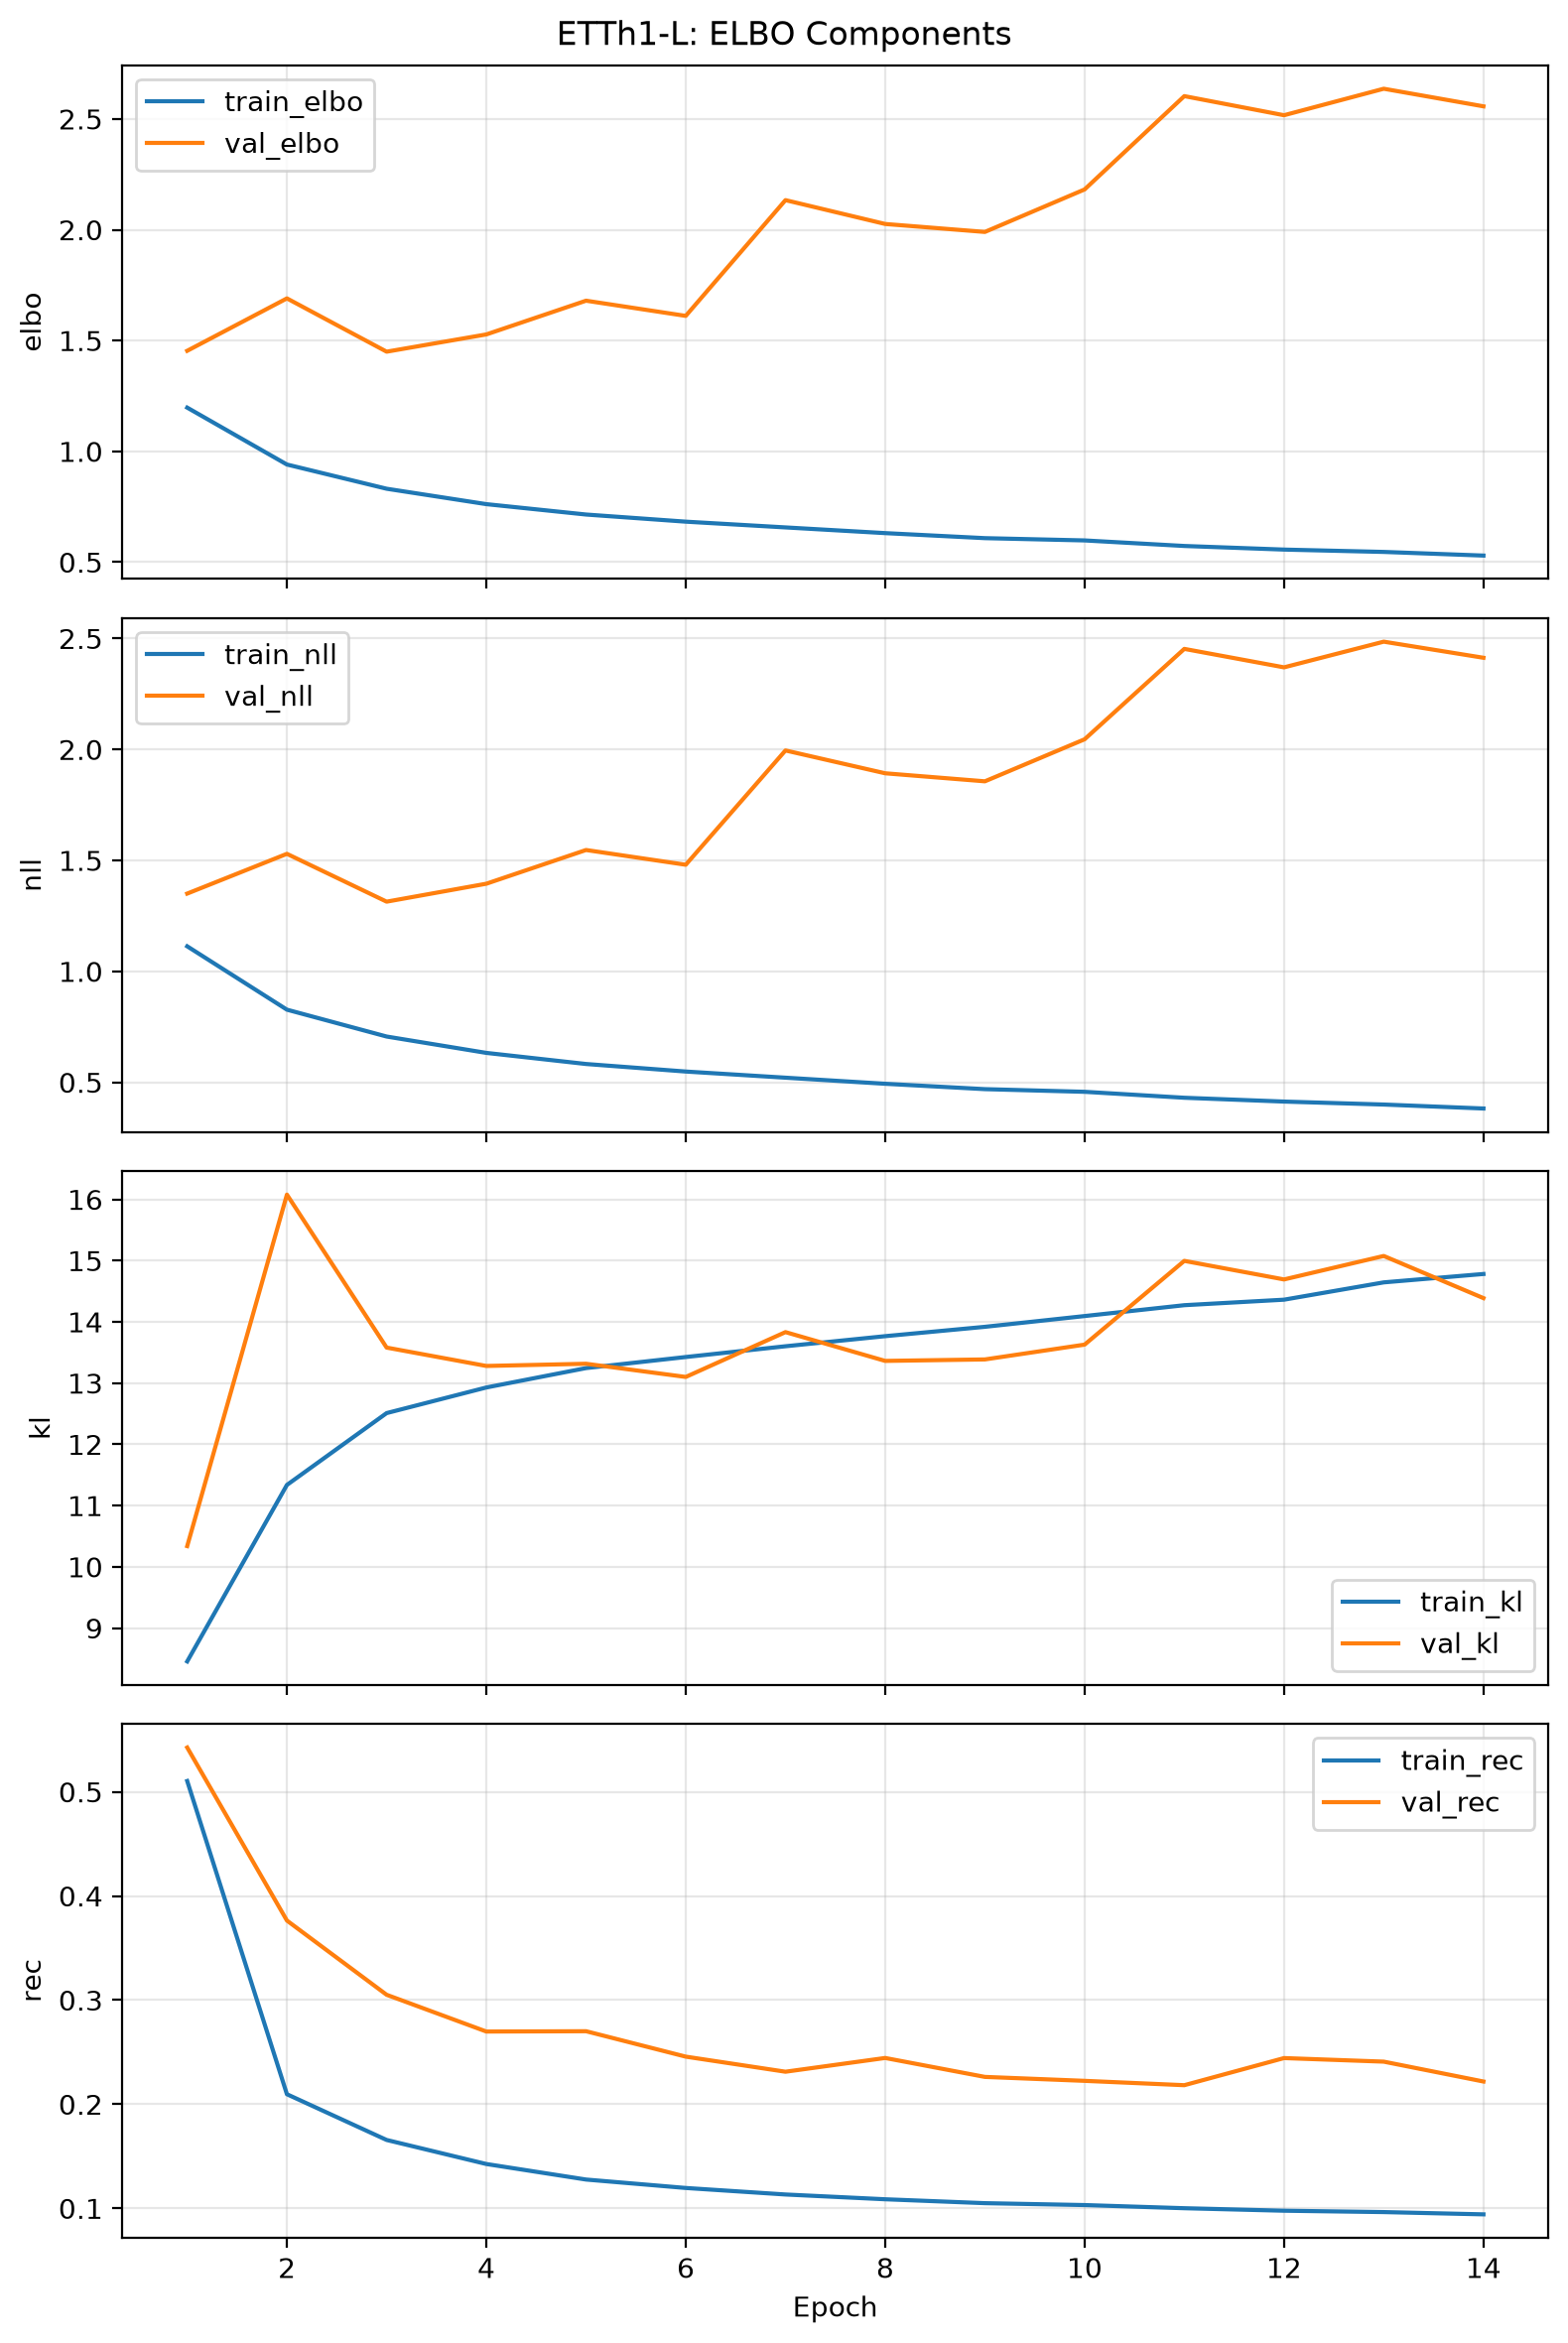 ETTh1-L: ELBO Components
train_elbo
val_elbo
elbo
2.5
2.0
1.5
1.0
0.5
train_nll
val_nll
nll
2.5
2.0
1.5
1.0
0.5
kl
16
15
14
13
12
11
10
9
train_kl
val_kl
train_rec
val_rec
rec
0.5
0.4
0.3
0.2
0.1
2 4 6 8 10 12 14
Epoch